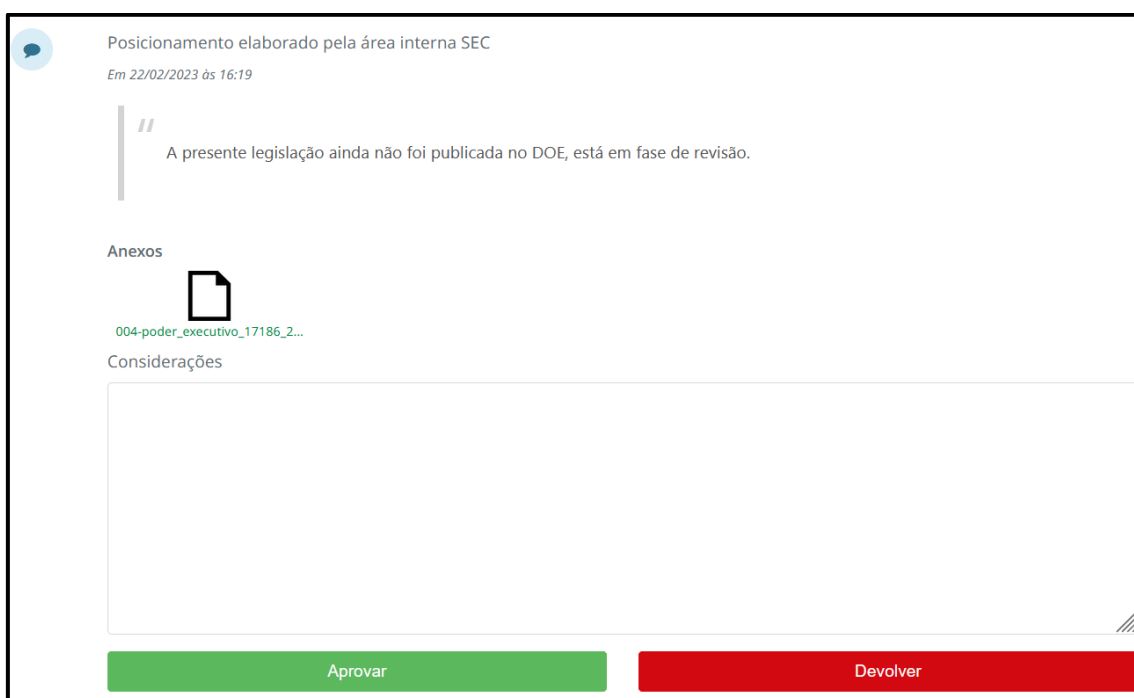 Posicionamento elaborado pela área interna SEC
Em 22/02/2023 às 16:19
"
A presente legislação ainda não foi publicada no DOE, está em fase de revisão.
Anexos
004-poder_executivo_17186_2...
Considerações
Aprovar
Devolver